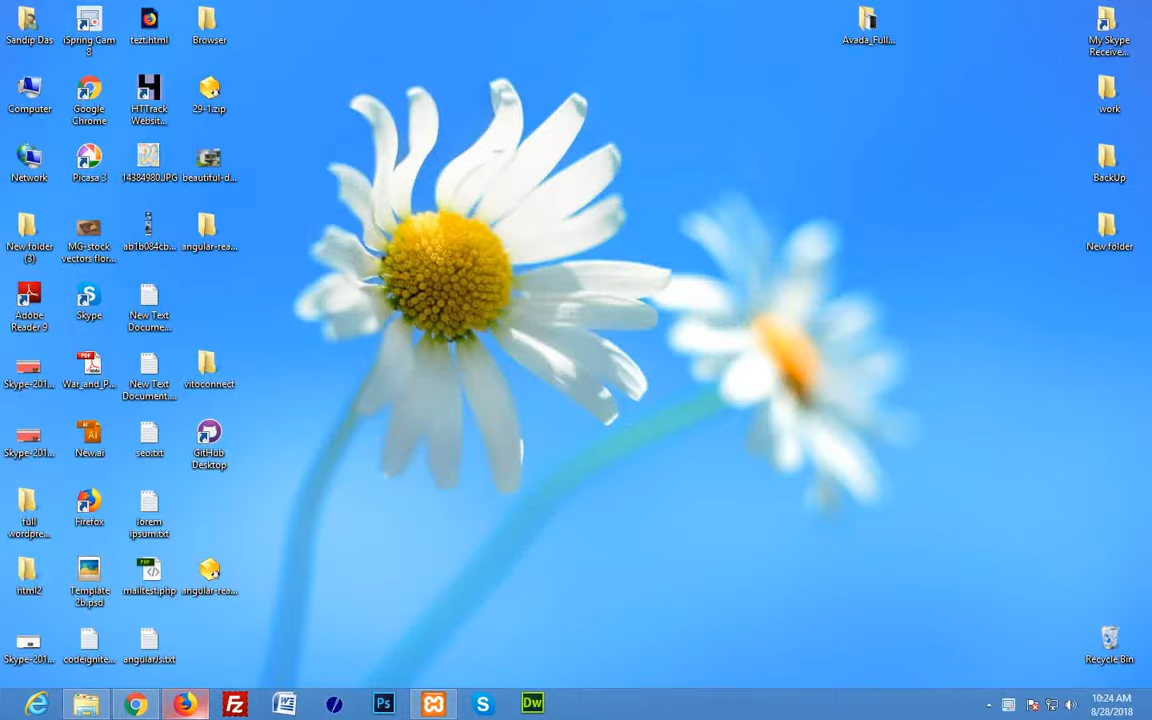 Sandip Das
iSpring Cam
8
tezt.html
Browser
Avada_Full...
My Skype
Receive...
Computer
Google
Chrome
HTTrack
Websit...
29-1.zip
work
Network
Picasa 3
14384980.JPG
beautiful-d...
BackUp
New folder
(3)
MG-stock
vectors flor...
ab1b084cb...
angular-rea...
New folder
Adobe
Reader 9
Skype
New Text
Docume...
Skype-201...
War_and_P...
New Text
Document....
vitoconnect
Skype-201...
New.ai
seo.txt
GitHub
Desktop
full
wordpre...
Firefox
lorem
ipsum.txt
html2
Template
2b.psd
mailtest.php
angular-rea...
Skype-201...
codeignite...
angularJs.txt
Recycle Bin
10:24 AM
8/28/2018